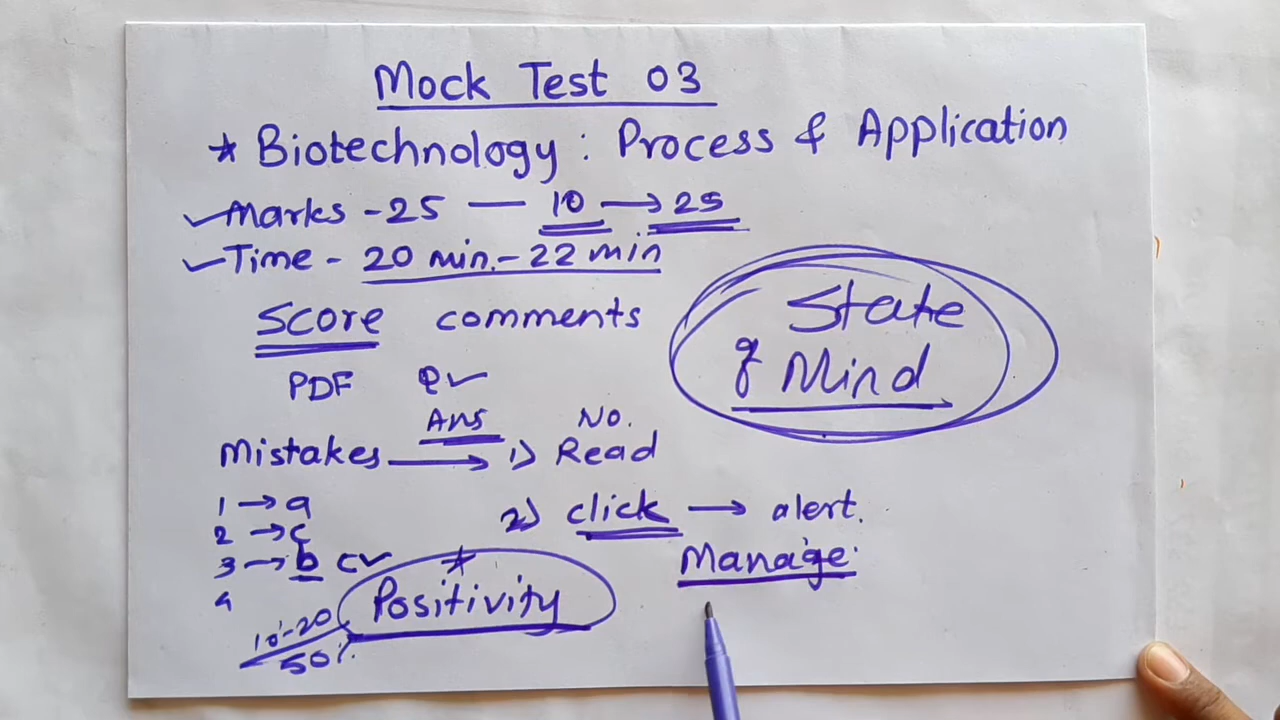 Mock Test 03
* Biotechnology : Process & Application
✓ Marks - 25 — 10 → 25
✓ Time - 20 min. - 22 min
Score comments
State
of Mind
PDF Q✓
Ans No.
Mistakes → 1) Read
1 → a
2) click → alert.
2 → c
3 → b c✓
Manage
4
* Positivity
10-20
50%